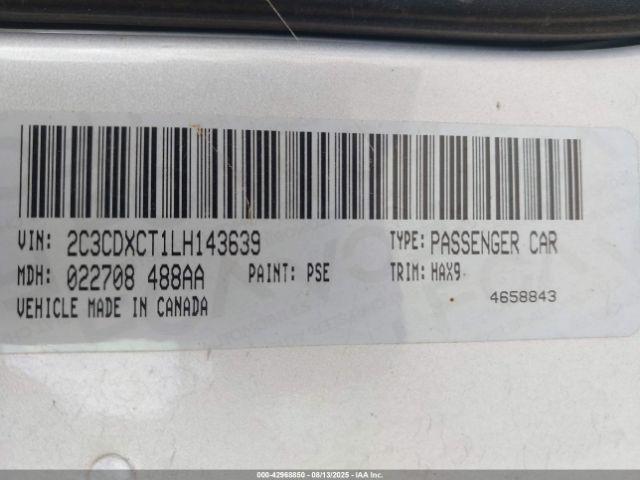 VIN: 2C3CDXCT1LH143639 TYPE: PASSENGER CAR
MDH: 022708 488AA PAINT: PSE TRIM: HAX9
VEHICLE MADE IN CANADA 4658843
000-42968850 - 08/13/2025 - IAA Inc.